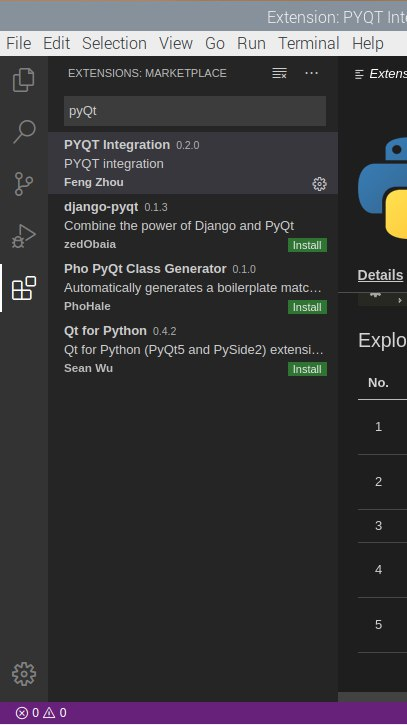 Extension: PYQT Inte
File Edit Selection View Go Run Terminal Help
EXTENSIONS: MARKETPLACE
Extens
pyQt
PYQT Integration 0.2.0
PYQT integration
Feng Zhou
django-pyqt 0.1.3
Combine the power of Django and PyQt
zedObaia Install
Pho PyQt Class Generator 0.1.0
Automatically generates a boilerplate matc…
PhoHale Install
Qt for Python 0.4.2
Qt for Python (PyQt5 and PySide2) extensi…
Sean Wu Install
Details
Explo
No.
1
2
3
4
5
0 0